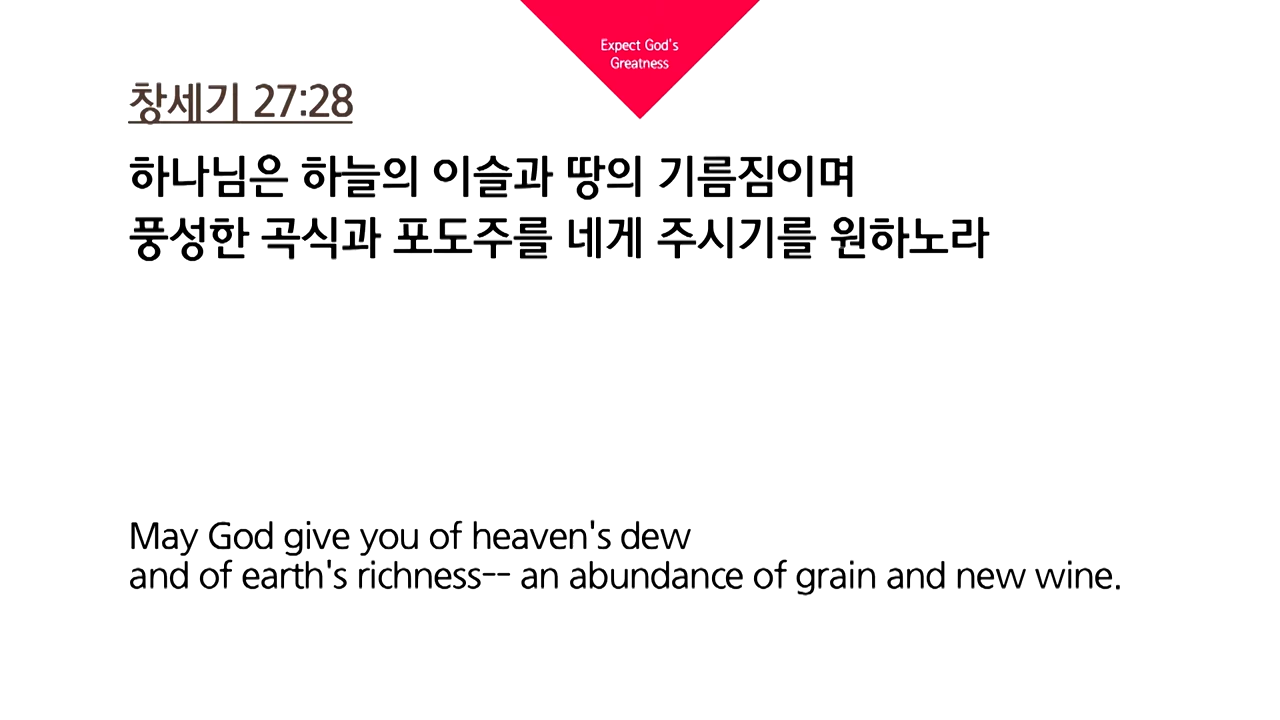 Expect God's
Greatness
창세기 27:28
하나님은 하늘의 이슬과 땅의 기름짐이며
풍성한 곡식과 포도주를 네게 주시기를 원하노라
May God give you of heaven's dew
and of earth's richness-- an abundance of grain and new wine.